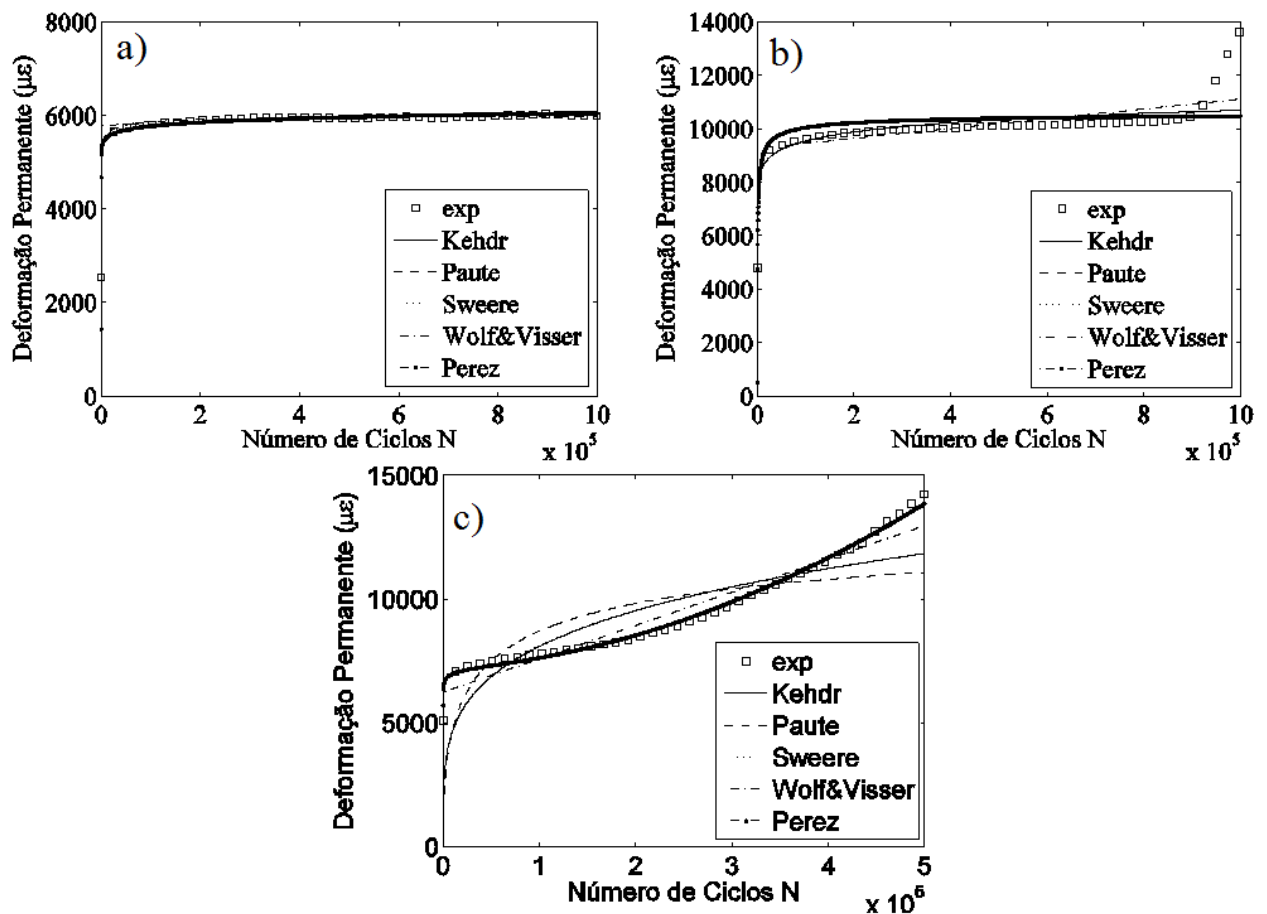 a)
Deformação Permanente (με)
8000
6000
4000
2000
0
exp
Kehdr
Paute
Sweere
Wolf&Visser
Perez
0 2 4 6 8 10
Número de Ciclos N
x 10⁵
b)
Deformação Permanente (με)
14000
12000
10000
8000
6000
4000
2000
0
exp
Kehdr
Paute
Sweere
Wolf&Visser
Perez
0 2 4 6 8 10
Número de Ciclos N
x 10⁵
c)
Deformação Permanente (με)
15000
10000
5000
0
exp
Kehdr
Paute
Sweere
Wolf&Visser
Perez
0 1 2 3 4 5
Número de Ciclos N
x 10⁶